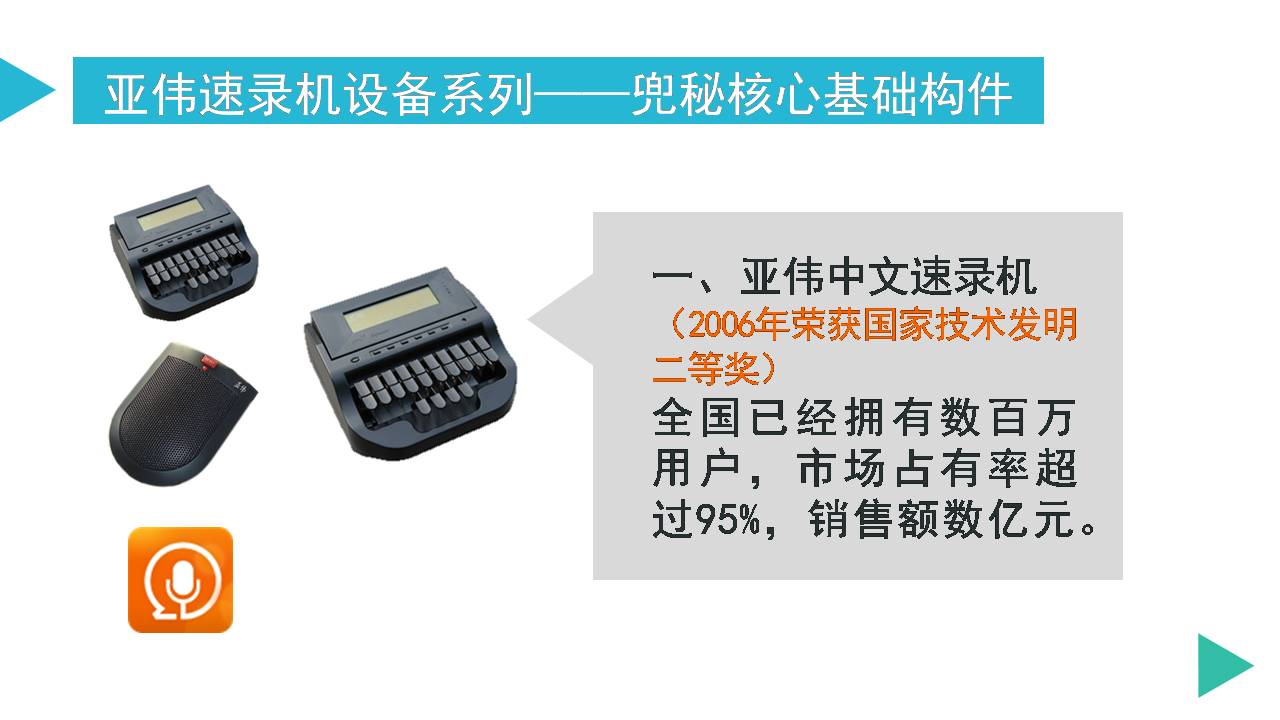 亚伟速录机设备系列——兜秘核心基础构件
一、亚伟中文速录机
（2006年荣获国家技术发明
二等奖）
全国已经拥有数百万
用户，市场占有率超
过95%，销售额数亿元。
亚伟